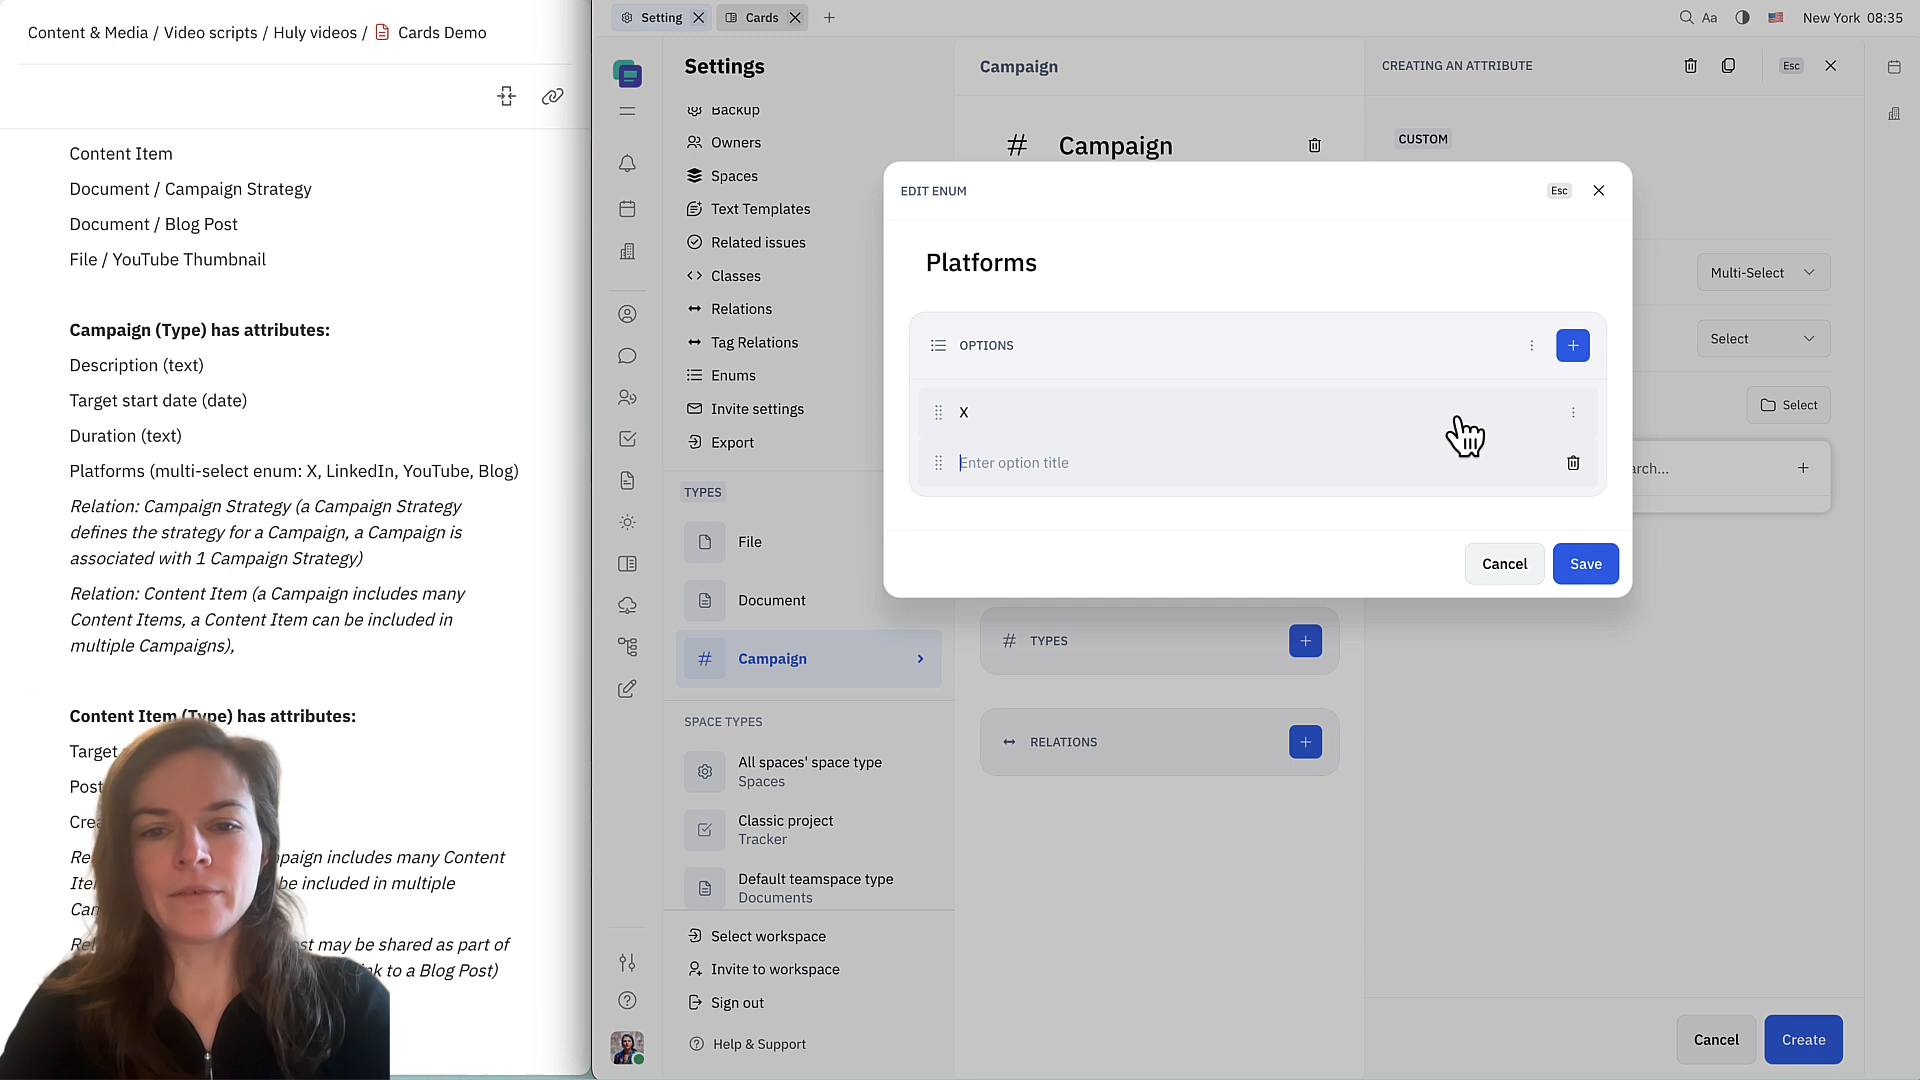 Content & Media / Video scripts / Huly videos / Cards Demo
Content Item
Document / Campaign Strategy
Document / Blog Post
File / YouTube Thumbnail
Campaign (Type) has attributes:
Description (text)
Target start date (date)
Duration (text)
Platforms (multi-select enum: X, LinkedIn, YouTube, Blog)
Relation: Campaign Strategy (a Campaign Strategy
defines the strategy for a Campaign, a Campaign is
associated with 1 Campaign Strategy)
Relation: Content Item (a Campaign includes many
Content Items, a Content Item can be included in
multiple Campaigns),
Content Item (Type) has attributes:
Target
Post
includes many Content
be included in multiple
may be shared as part of
to a Blog Post)
Setting
Cards
Aa
New York 08:35
Settings
Backup
Owners
Spaces
Text Templates
Related issues
Classes
Relations
Tag Relations
Enums
Invite settings
Export
TYPES
File
Document
Campaign
SPACE TYPES
All spaces' space type
Spaces
Classic project
Tracker
Default teamspace type
Documents
Select workspace
Invite to workspace
Sign out
Help & Support
Campaign
# Campaign
# TYPES
RELATIONS
CREATING AN ATTRIBUTE
Esc
CUSTOM
Multi-Select
Select
Select
Cancel
Create
EDIT ENUM
Esc
Platforms
OPTIONS
X
Enter option title
Cancel
Save